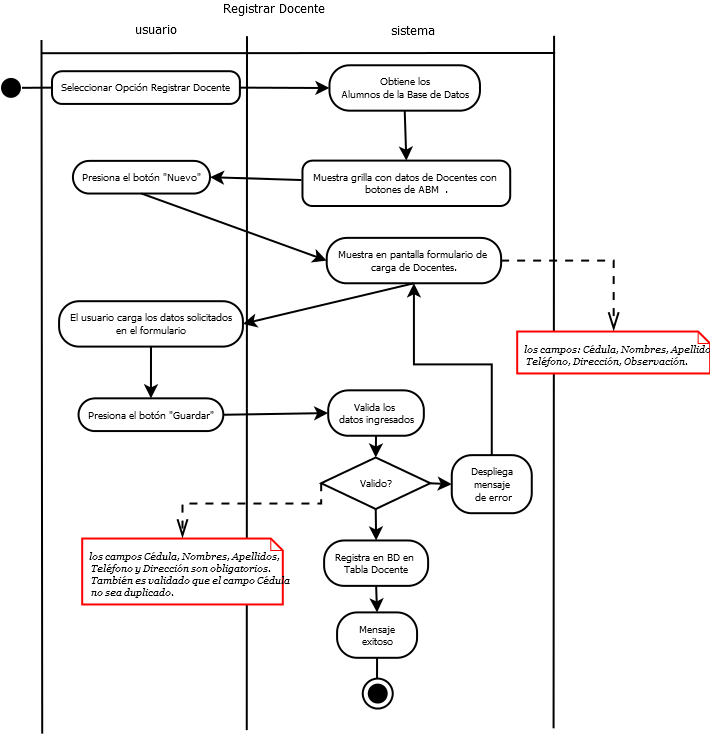 Registrar Docente
usuario
sistema
Seleccionar Opción Registrar Docente
Obtiene los
Alumnos de la Base de Datos
Presiona el botón "Nuevo"
Muestra grilla con datos de Docentes con
botones de ABM .
Muestra en pantalla formulario de
carga de Docentes.
El usuario carga los datos solicitados
en el formulario
los campos: Cédula, Nombres, Apellido
Teléfono, Dirección, Observación.
Presiona el botón "Guardar"
Valida los
datos ingresados
Valido?
Despliega
mensaje
de error
los campos Cédula, Nombres, Apellidos,
Teléfono y Dirección son obligatorios.
También es validado que el campo Cédula
no sea duplicado.
Registra en BD en
Tabla Docente
Mensaje
exitoso